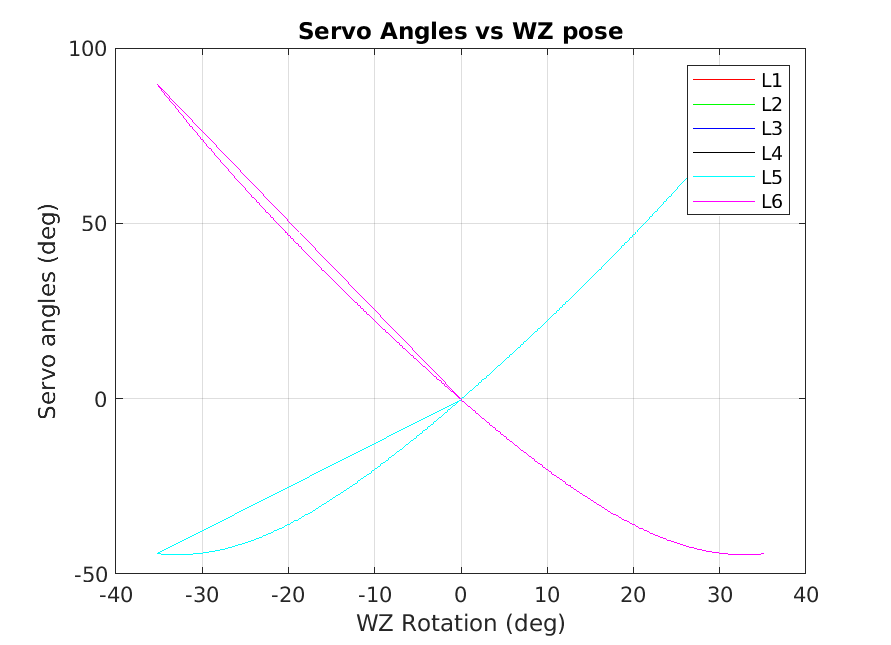 Servo Angles vs WZ pose
100
50
0
-50
Servo angles (deg)
L1
L2
L3
L4
L5
L6
-40
-30
-20
-10
0
10
20
30
40
WZ Rotation (deg)